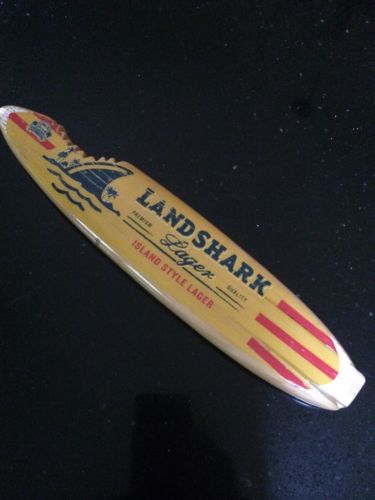 LANDSHARK
PREMIUM Lager QUALITY
ISLAND STYLE LAGER